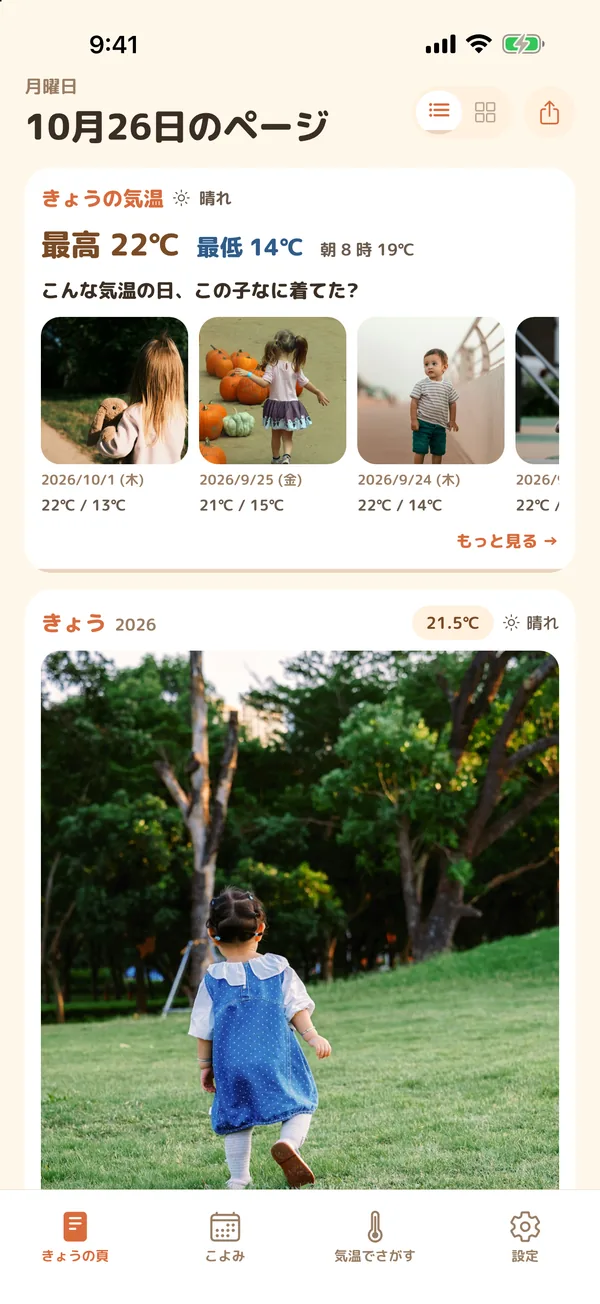 9:41
月曜日
10月26日のページ
きょうの気温 晴れ
最高 22℃ 最低 14℃ 朝 8 時 19℃
こんな気温の日、この子なに着てた?
2026/10/1 (木) 2026/9/25 (金) 2026/9/24 (木) 2026/9
22℃ / 13℃ 21℃ / 15℃ 22℃ / 14℃ 22℃ /
もっと見る →
きょう 2026 21.5℃ 晴れ
きょうの頁 こよみ 気温でさがす 設定